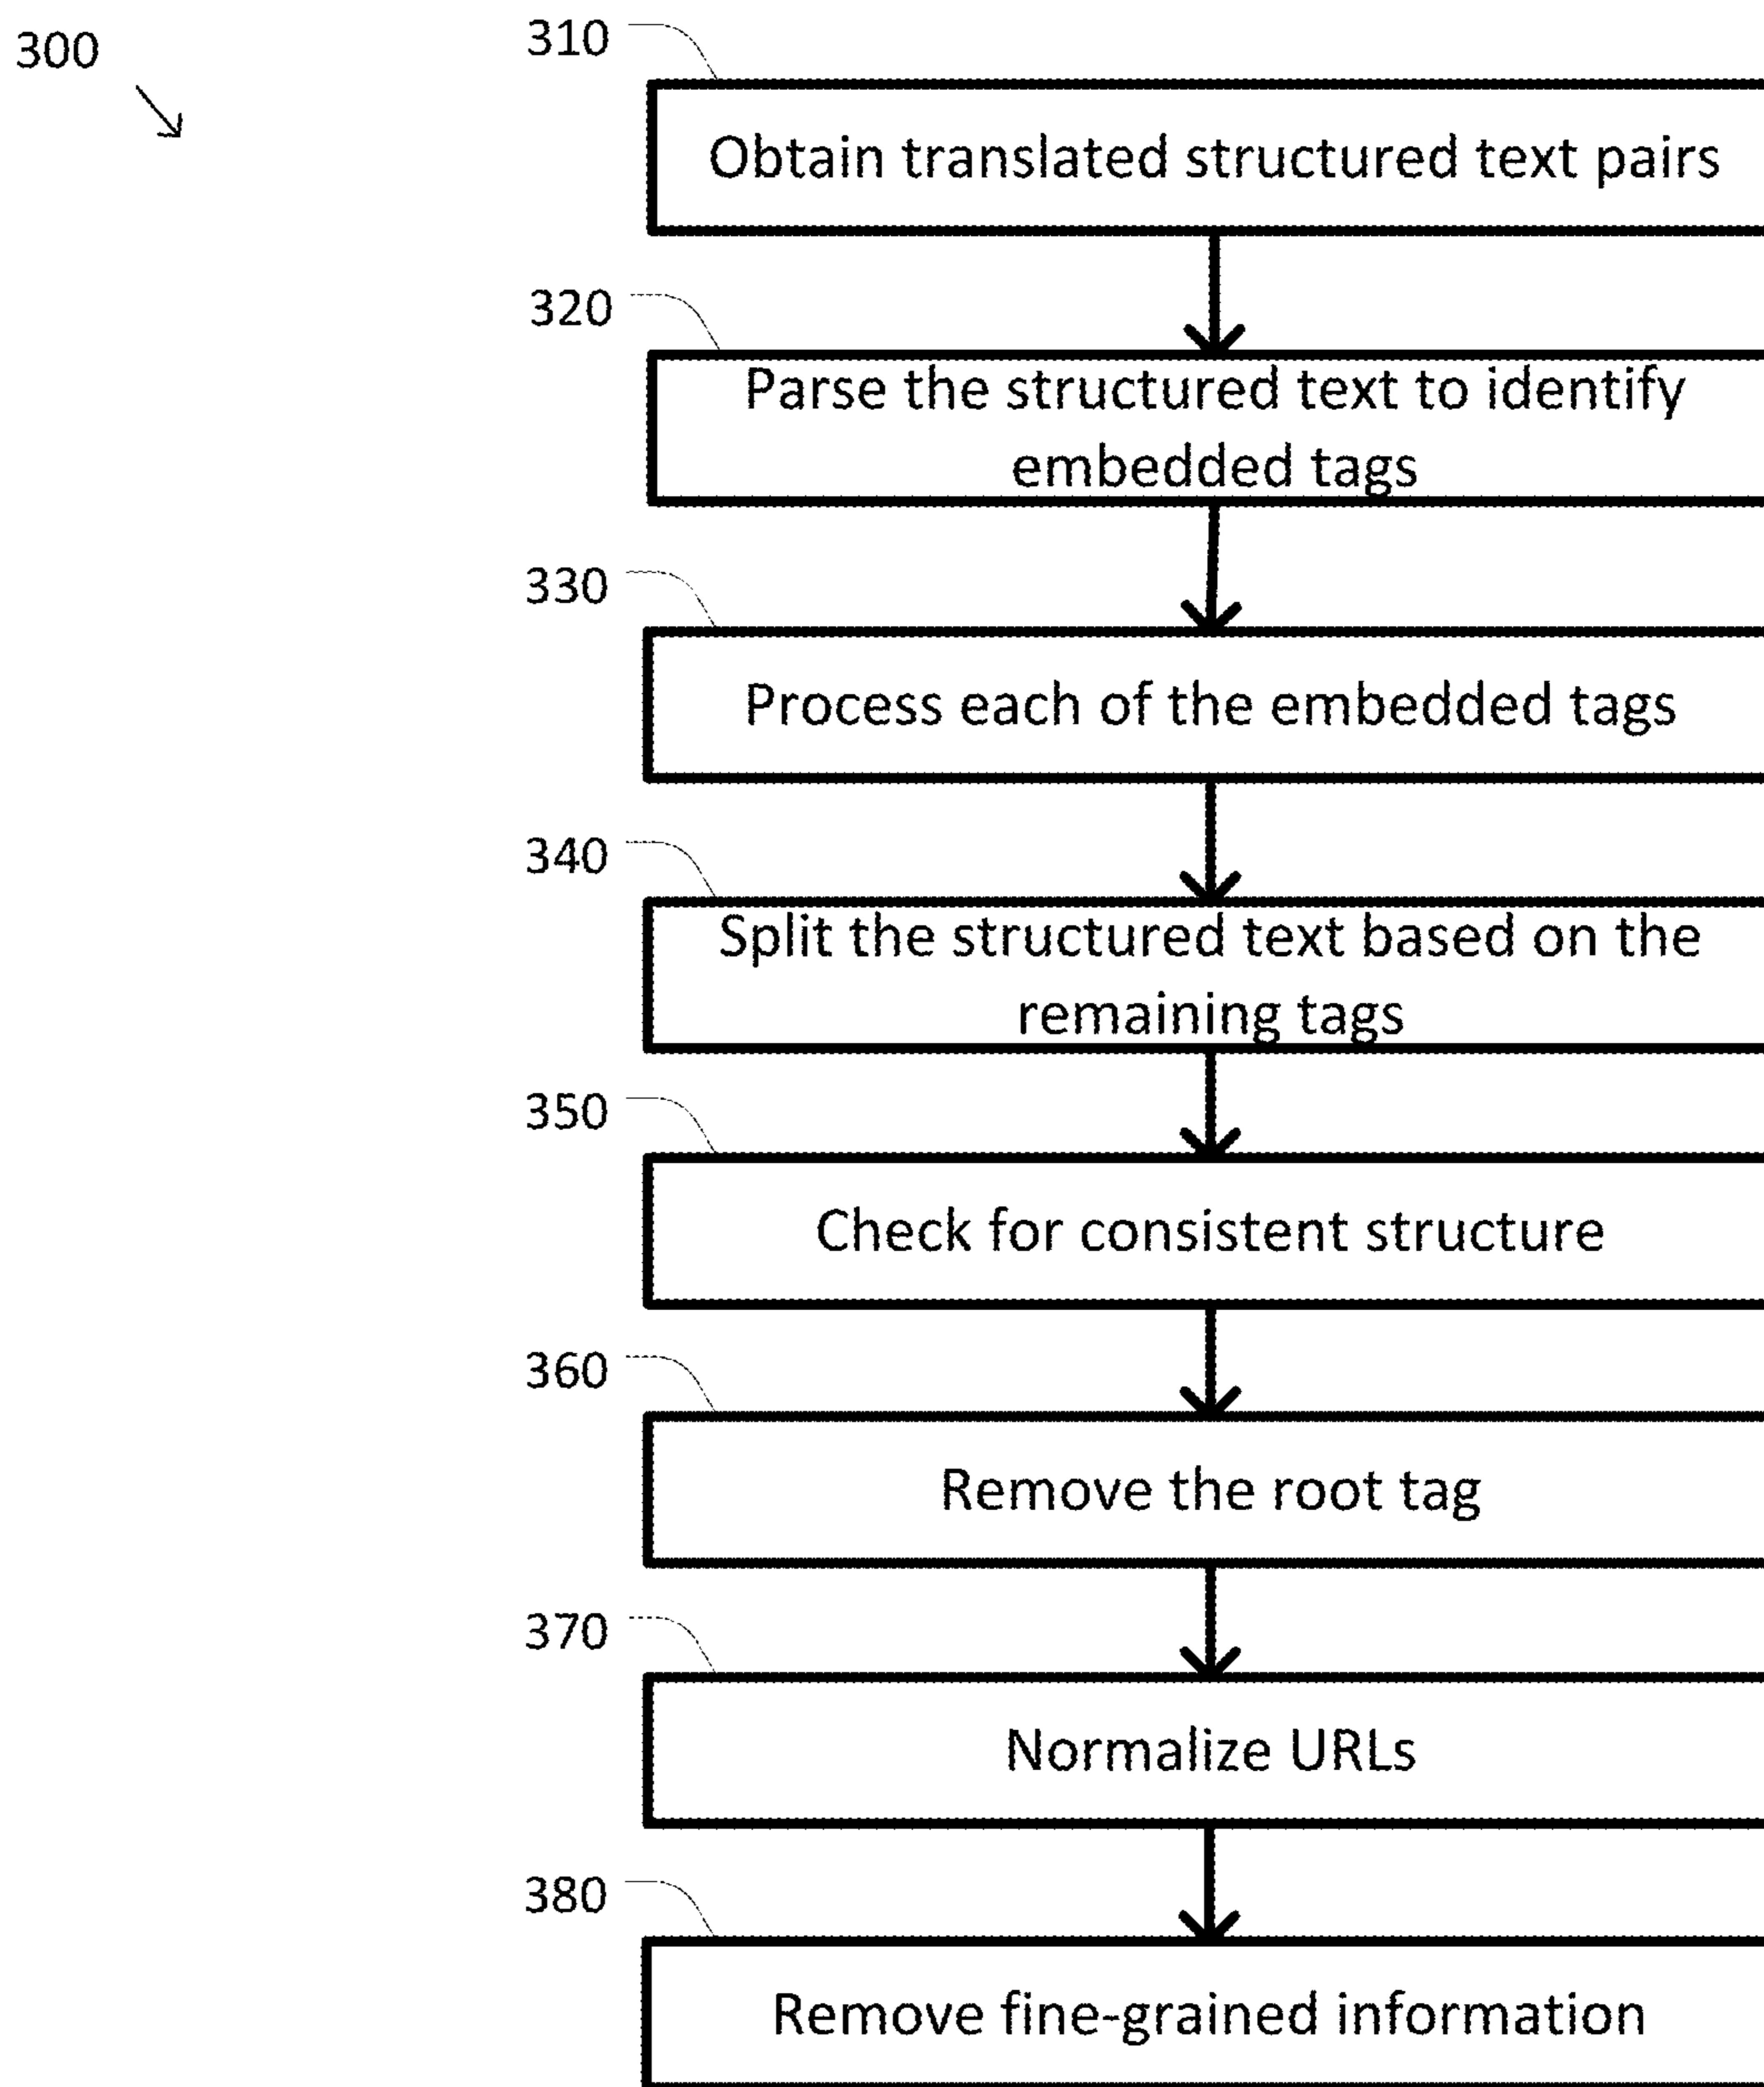 300
310
Obtain translated structured text pairs
320
Parse the structured text to identify
embedded tags
330
Process each of the embedded tags
340
Split the structured text based on the
remaining tags
350
Check for consistent structure
360
Remove the root tag
370
Normalize URLs
380
Remove fine-grained information